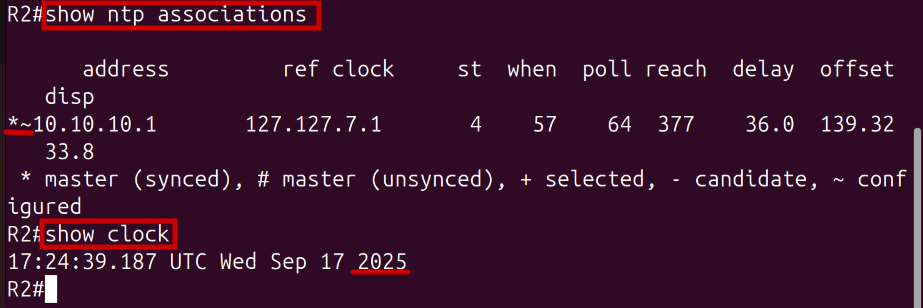 R2#show ntp associations
address ref clock st when poll reach delay offset
disp
*~10.10.10.1 127.127.7.1 4 57 64 377 36.0 139.32
33.8
* master (synced), # master (unsynced), + selected, - candidate, ~ conf
igured
R2#show clock
17:24:39.187 UTC Wed Sep 17 2025
R2#